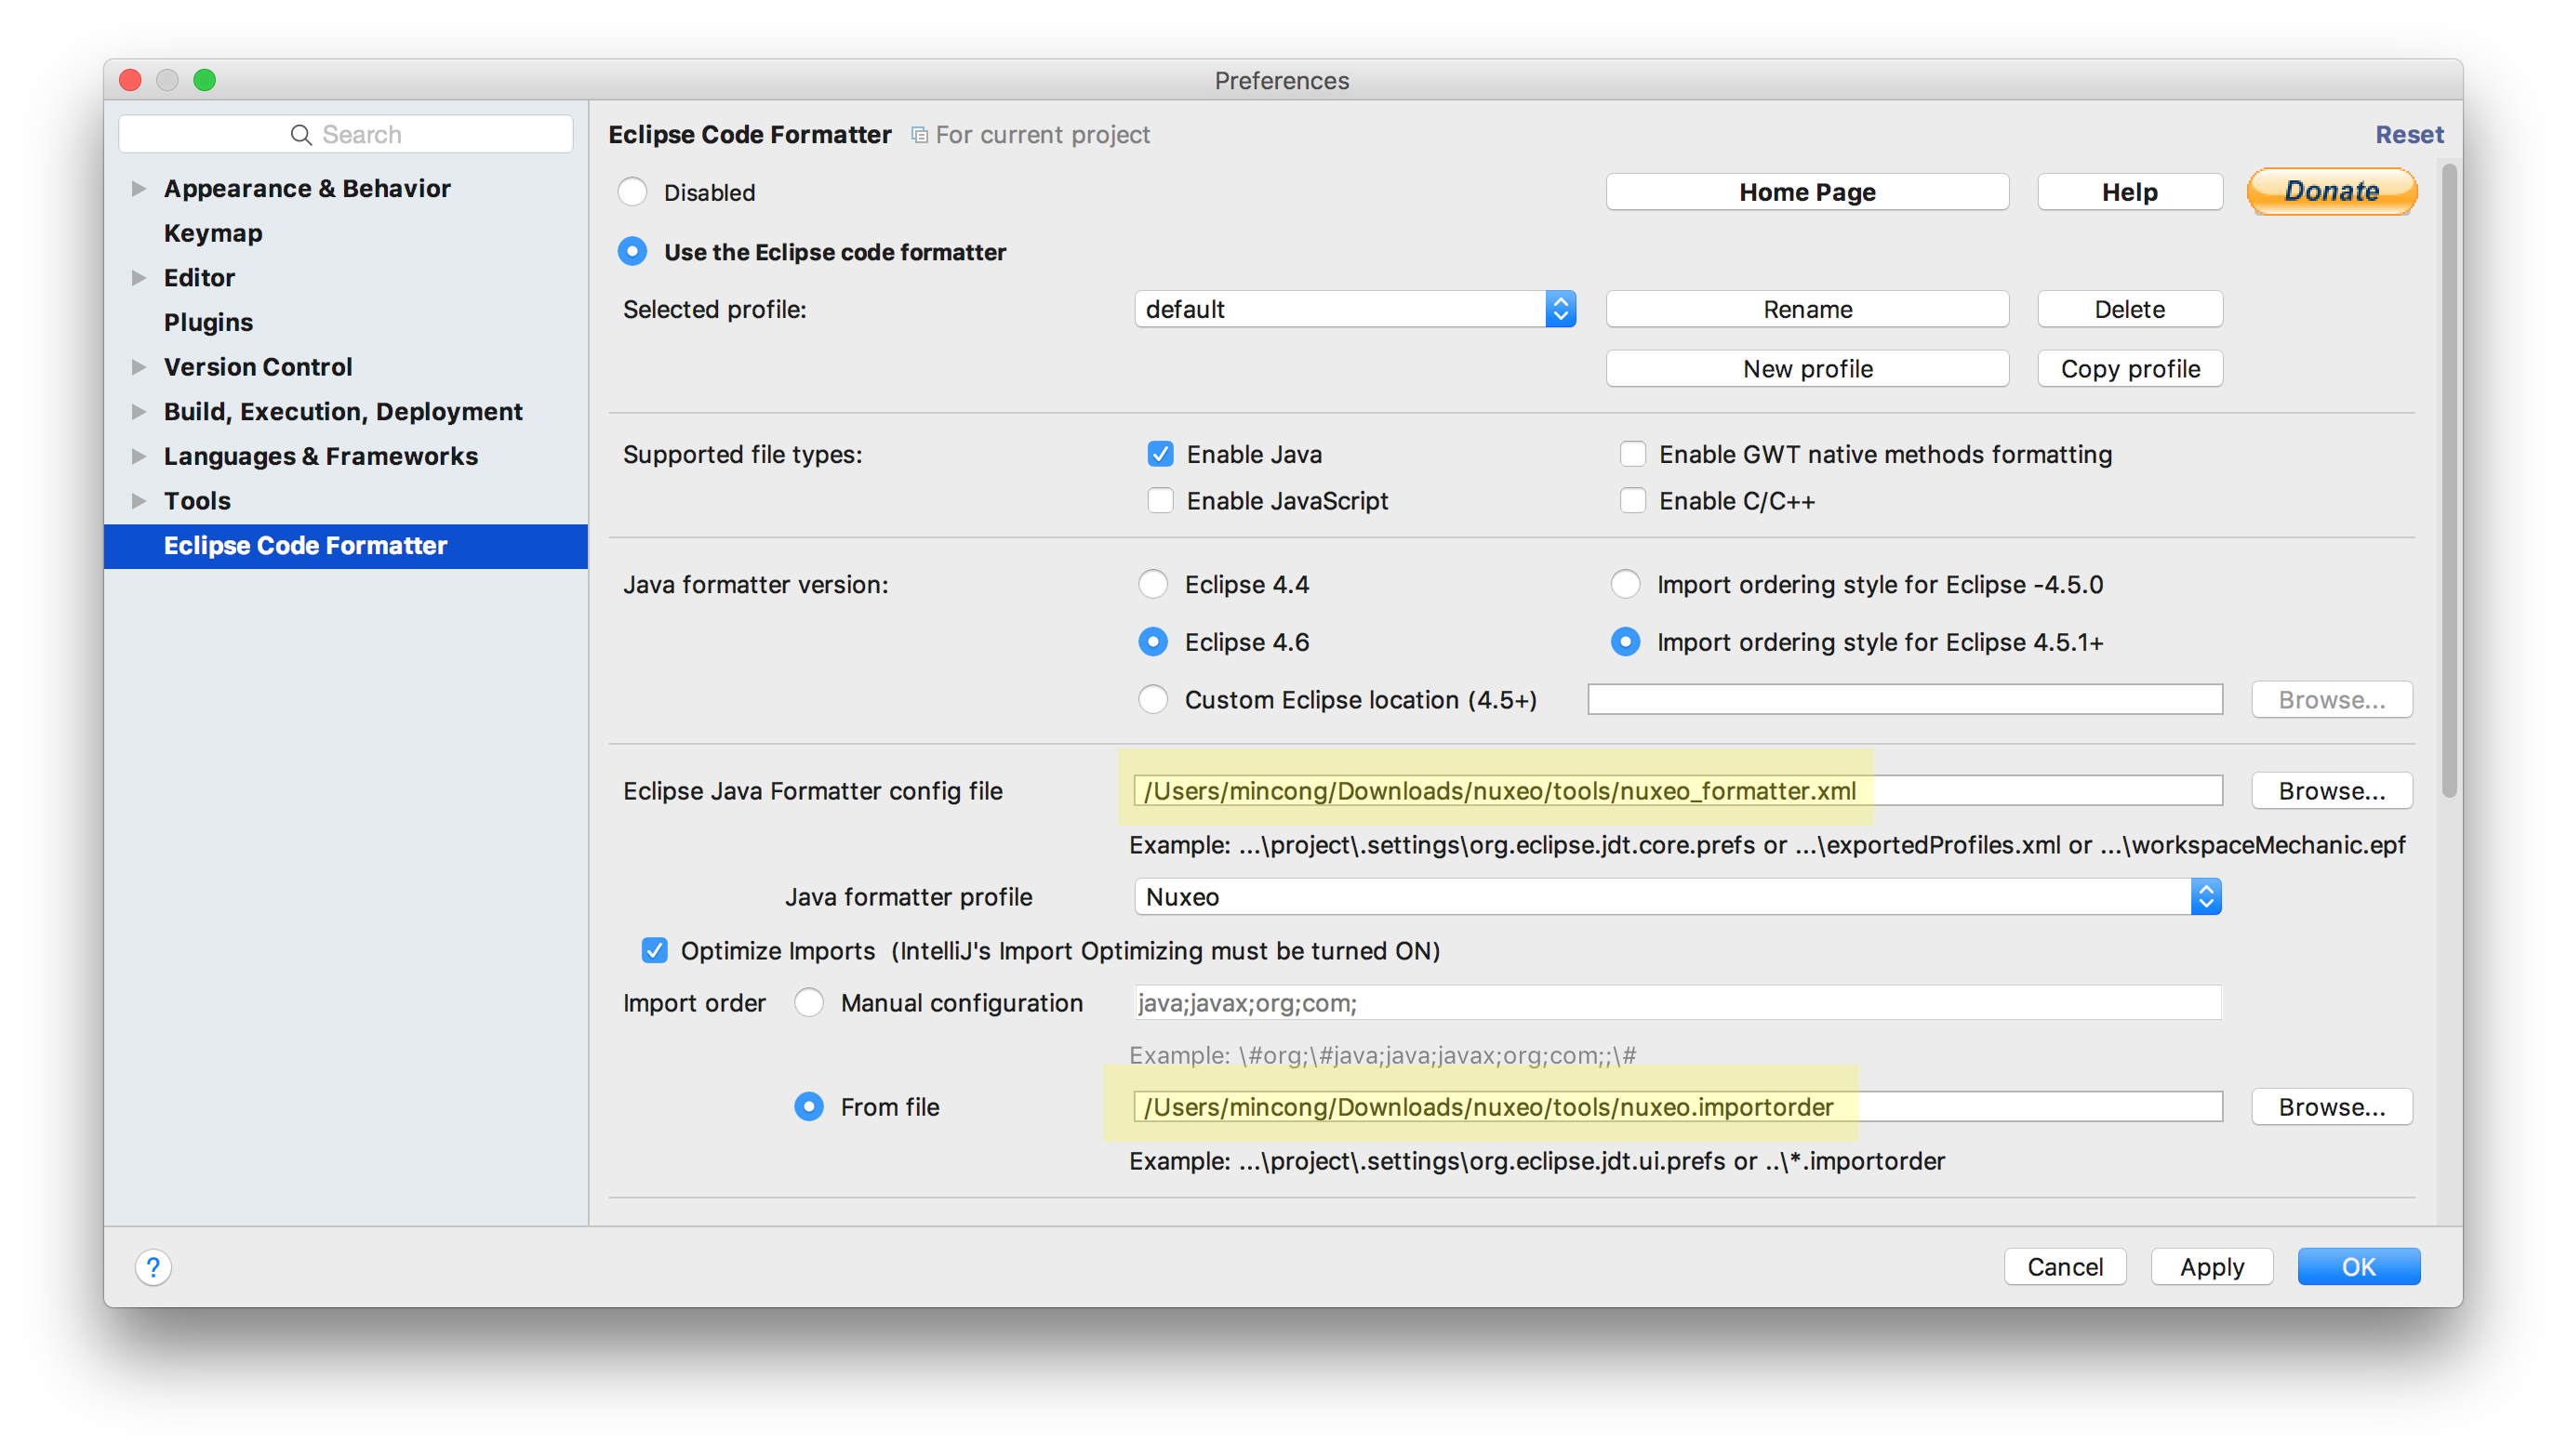 Preferences
Search
Appearance & Behavior
Keymap
Editor
Plugins
Version Control
Build, Execution, Deployment
Languages & Frameworks
Tools
Eclipse Code Formatter
Eclipse Code Formatter For current project Reset
Disabled Home Page Help Donate
Use the Eclipse code formatter
Selected profile: default Rename Delete
New profile Copy profile
Supported file types: Enable Java Enable GWT native methods formatting
Enable JavaScript Enable C/C++
Java formatter version: Eclipse 4.4 Import ordering style for Eclipse -4.5.0
Eclipse 4.6 Import ordering style for Eclipse 4.5.1+
Custom Eclipse location (4.5+) Browse...
Eclipse Java Formatter config file /Users/mincong/Downloads/nuxeo/tools/nuxeo_formatter.xml Browse...
Example: ...\project\.settings\org.eclipse.jdt.core.prefs or ...\exportedProfiles.xml or ...\workspaceMechanic.epf
Java formatter profile Nuxeo
Optimize Imports (IntelliJ's Import Optimizing must be turned ON)
Import order Manual configuration java;javax;org;com;
Example: \#org;\#java;java;javax;org;com;;\#
From file /Users/mincong/Downloads/nuxeo/tools/nuxeo.importorder Browse...
Example: ...\project\.settings\org.eclipse.jdt.ui.prefs or ..\*.importorder
? Cancel Apply OK